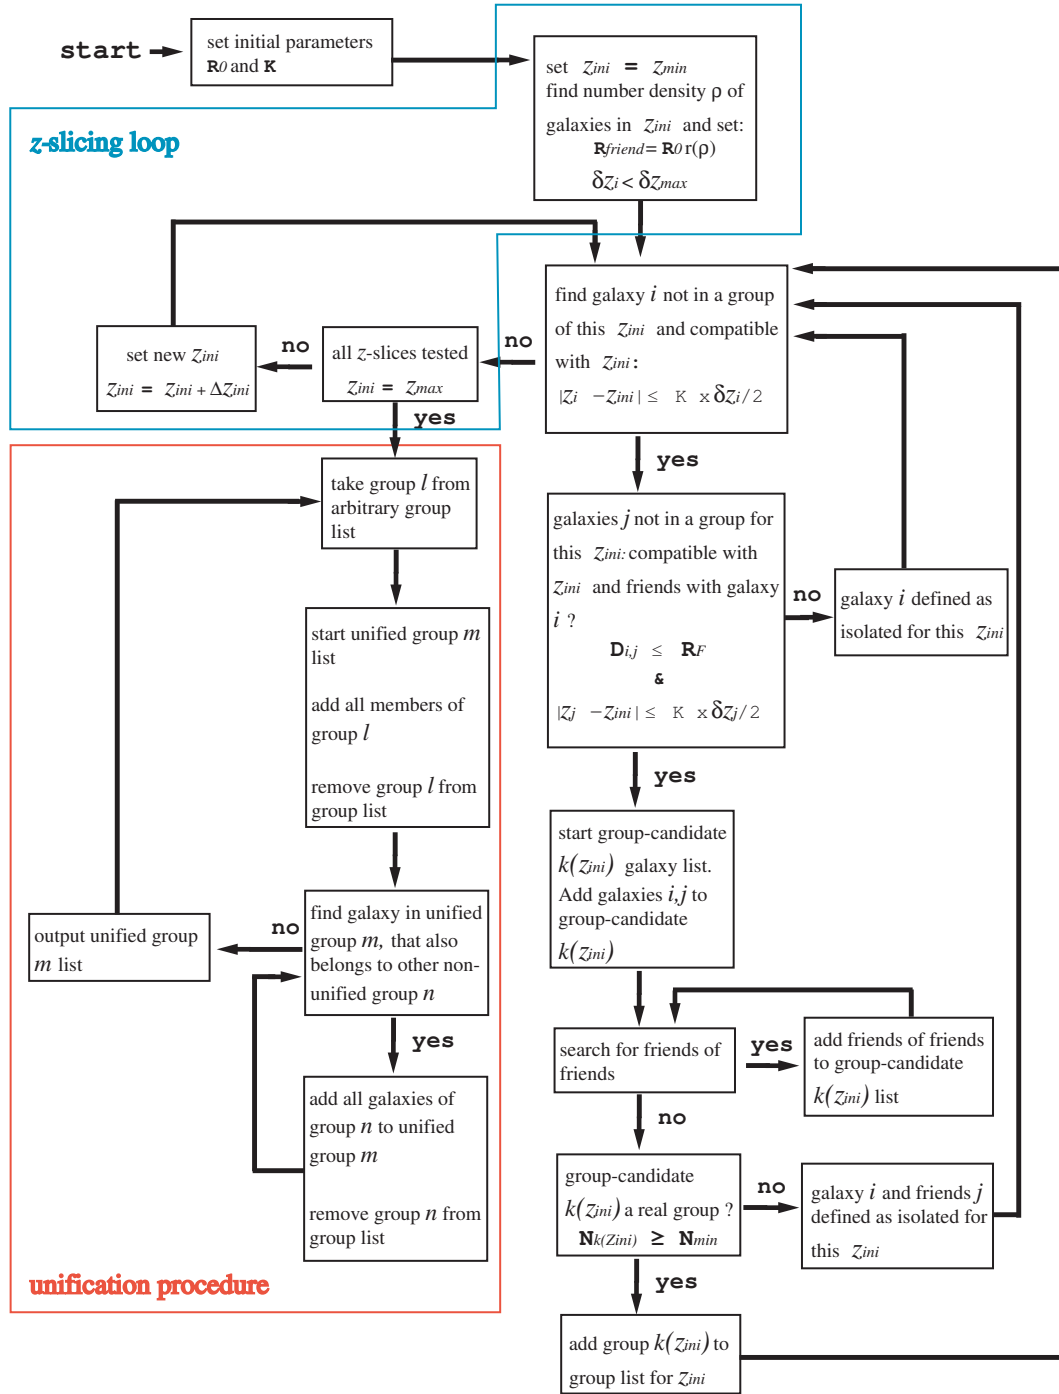 start
set initial parameters
R0 and K
set zini = zmin
find number density ρ of
galaxies in zini and set:
Rfriend = R0 r(ρ)
δzi < δzmax
z-slicing loop
find galaxy i not in a group
of this zini and compatible
with zini:
|zi − zini| ≤ K x δzi/2
no
all z-slices tested
zini = zmax
no
set new zini
zini = zini + Δzini
yes
yes
take group l from
arbitrary group
list
start unified group m
list
add all members of
group l
remove group l from
group list
find galaxy in unified
group m, that also
belongs to other non-
unified group n
no
output unified group
m list
yes
add all galaxies of
group n to unified
group m
remove group n from
group list
unification procedure
galaxies j not in a group for
this zini: compatible with
zini and friends with galaxy
i ?
Di,j ≤ RF
&
|zj − zini| ≤ K x δzj/2
no
galaxy i defined as
isolated for this zini
yes
start group-candidate
k(zini) galaxy list.
Add galaxies i,j to
group-candidate
k(zini)
search for friends of
friends
yes
add friends of friends
to group-candidate
k(zini) list
no
group-candidate
k(zini) a real group ?
Nk(Zini) ≥ Nmin
no
galaxy i and friends j
defined as isolated for
this zini
yes
add group k(zini) to
group list for zini